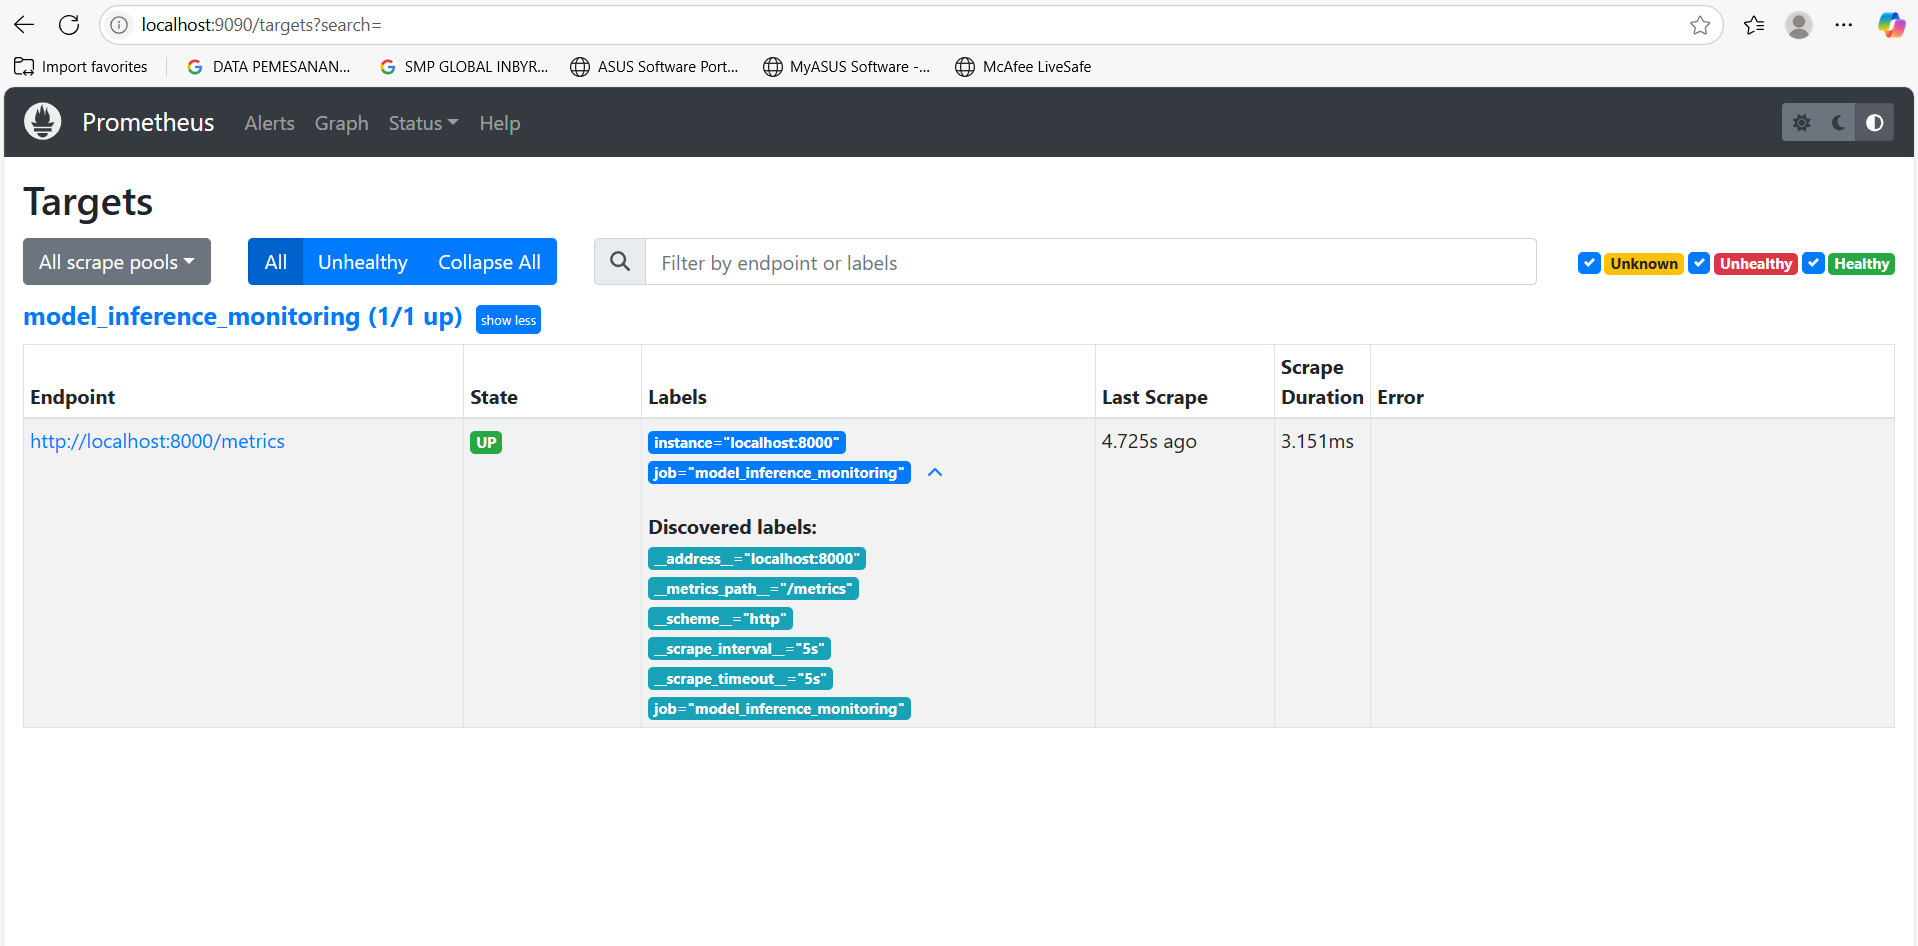 localhost:9090/targets?search=
Import favorites
DATA PEMESANAN...
SMP GLOBAL INBYR...
ASUS Software Port...
MyASUS Software -...
McAfee LiveSafe
Prometheus
Alerts
Graph
Status
Help
Targets
All scrape pools
All
Unhealthy
Collapse All
Filter by endpoint or labels
Unknown
Unhealthy
Healthy
model_inference_monitoring (1/1 up)
show less
Endpoint
State
Labels
Last Scrape
Scrape
Duration
Error
http://localhost:8000/metrics
UP
instance="localhost:8000"
job="model_inference_monitoring"
4.725s ago
3.151ms
Discovered labels:
__address__="localhost:8000"
__metrics_path__="/metrics"
__scheme__="http"
__scrape_interval__="5s"
__scrape_timeout__="5s"
job="model_inference_monitoring"